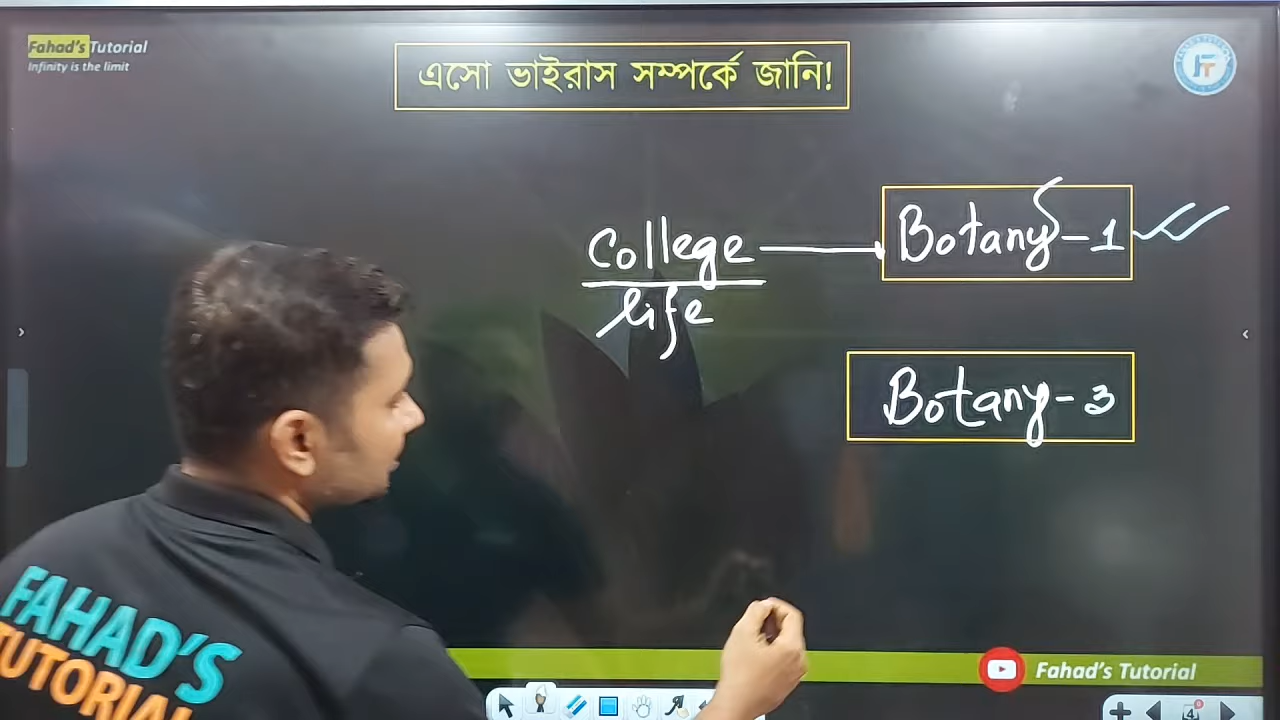 Fahad's Tutorial
Infinity is the limit
এসো ভাইরাস সম্পর্কে জানি!
College
life
Botany-1
Botany-3
FAHAD'S
TUTORIAL
Fahad's Tutorial